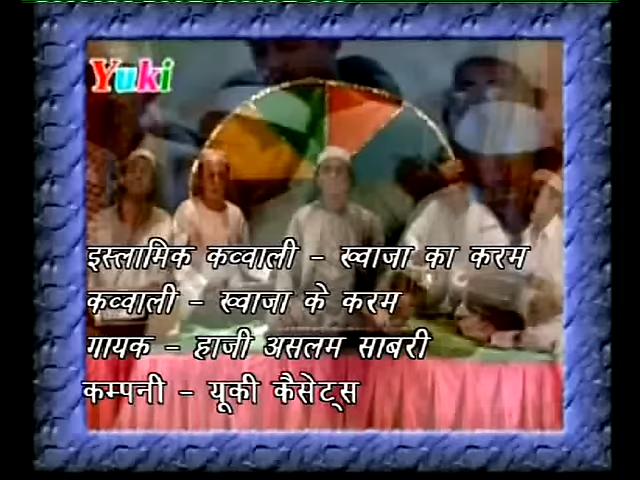 Yuki
इस्लामिक कव्वाली - ख्वाजा का करम
कव्वाली - ख्वाजा के करम
गायक - हाजी असलम साबरी
कम्पनी - यूकी कैसेट्स